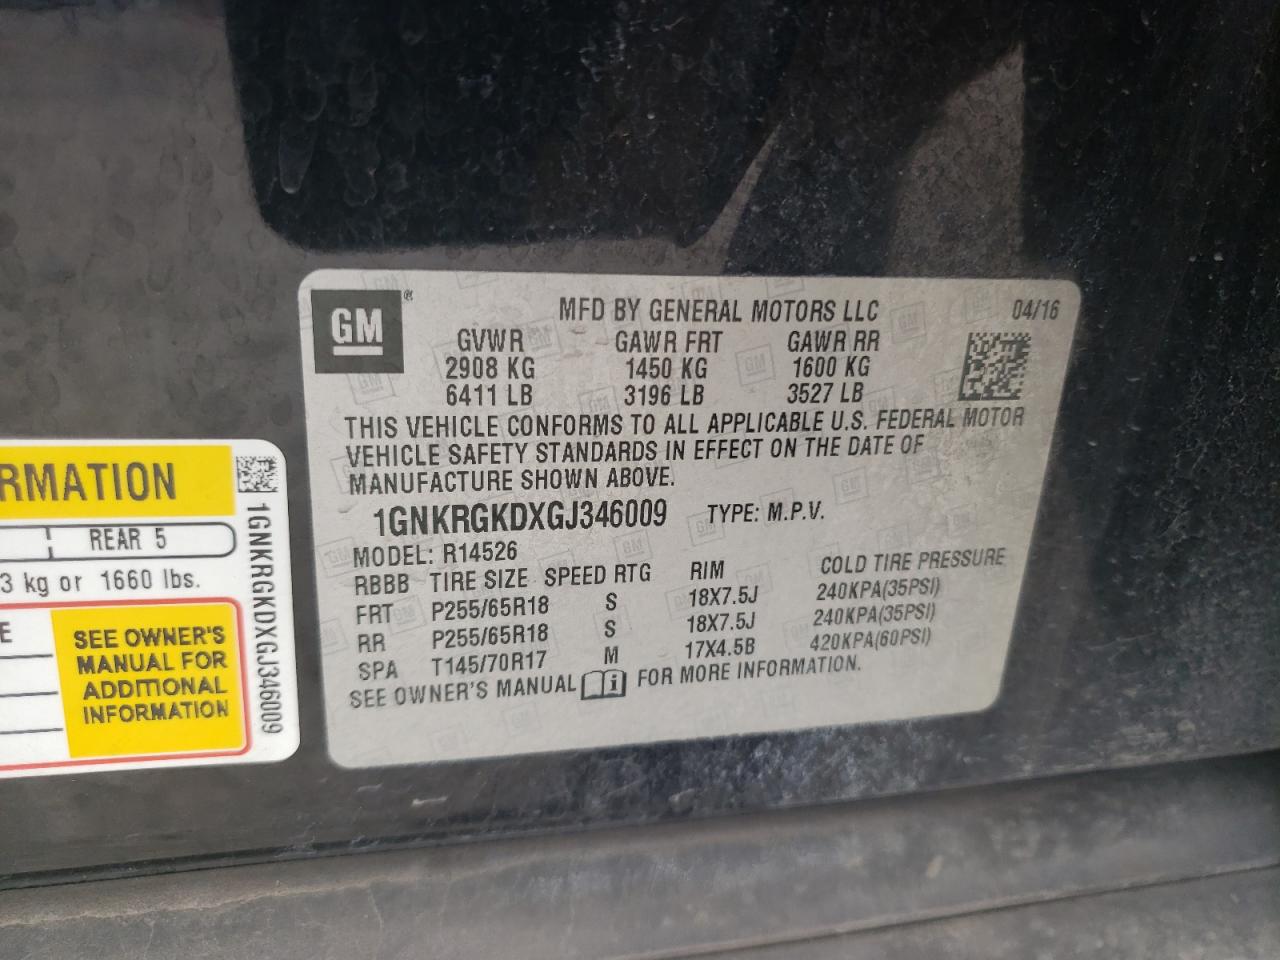 GM®
MFD BY GENERAL MOTORS LLC 04/16
GVWR GAWR FRT GAWR RR
2908 KG 1450 KG 1600 KG
6411 LB 3196 LB 3527 LB
THIS VEHICLE CONFORMS TO ALL APPLICABLE U.S. FEDERAL MOTOR
VEHICLE SAFETY STANDARDS IN EFFECT ON THE DATE OF
MANUFACTURE SHOWN ABOVE.
1GNKRGKDXGJ346009 TYPE: M.P.V.
MODEL: R14526
RBBB TIRE SIZE SPEED RTG RIM COLD TIRE PRESSURE
FRT P255/65R18 S 18X7.5J 240KPA(35PSI)
RR P255/65R18 S 18X7.5J 240KPA(35PSI)
SPA T145/70R17 M 17X4.5B 420KPA(60PSI)
SEE OWNER'S MANUAL i FOR MORE INFORMATION.
RMATION
REAR 5
3 kg or 1660 lbs.
E
SEE OWNER'S
MANUAL FOR
ADDITIONAL
INFORMATION
1GNKRGKDXGJ346009